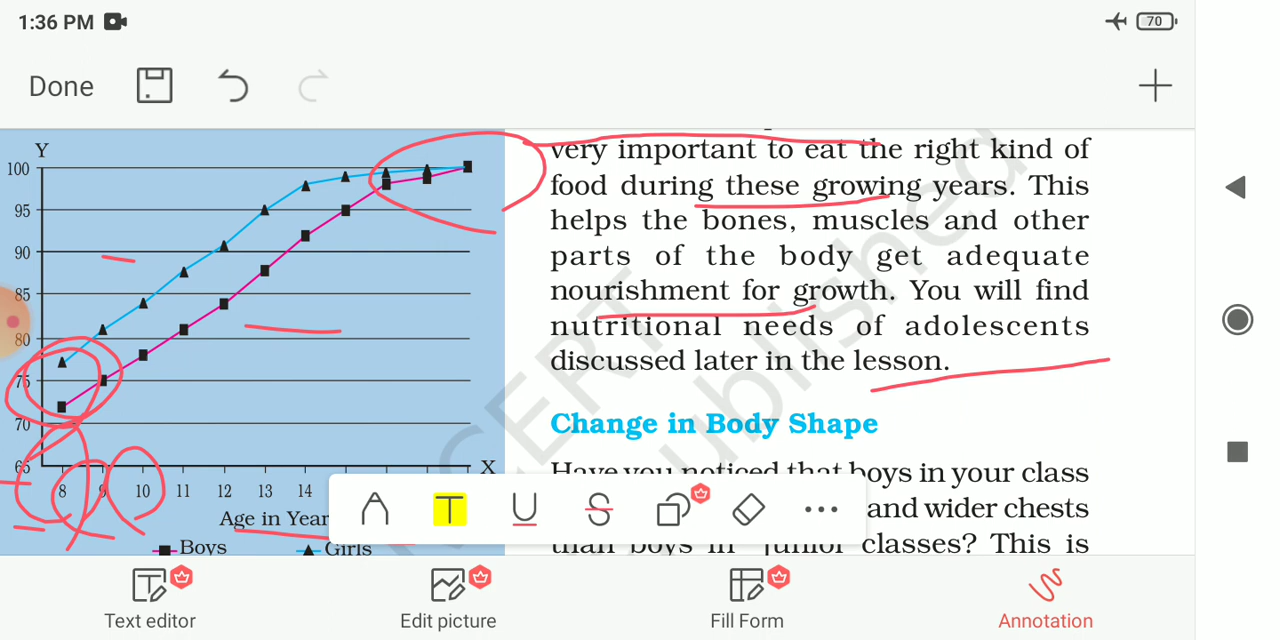 1:36 PM
70
Done
Y
100
95
90
85
80
75
70
65
X
8 9 10 11 12 13 14
Age in Year
Boys Girls
very important to eat the right kind of
food during these growing years. This
helps the bones, muscles and other
parts of the body get adequate
nourishment for growth. You will find
nutritional needs of adolescents
discussed later in the lesson.
Change in Body Shape
Have you noticed that boys in your class
and wider chests
than boys in junior classes? This is
T
U
S
Text editor
Edit picture
Fill Form
Annotation